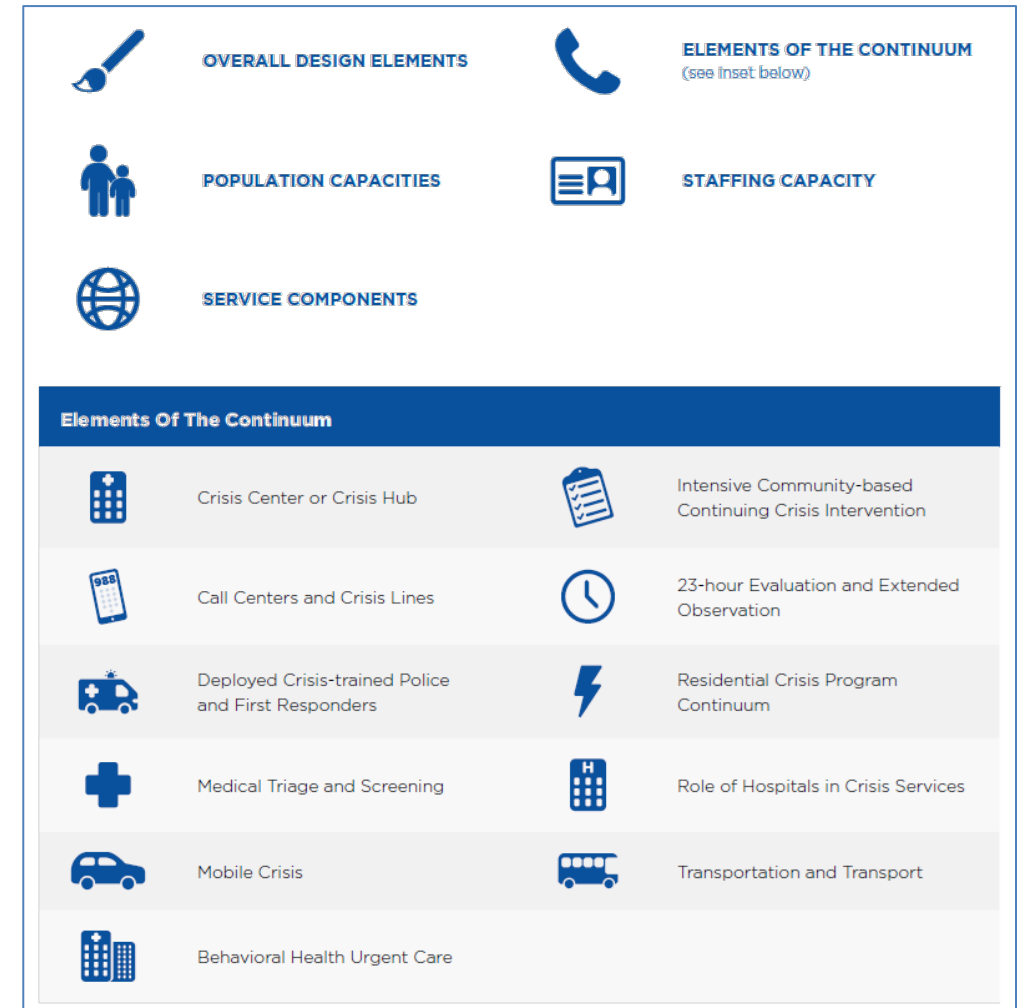 OVERALL DESIGN ELEMENTS
ELEMENTS OF THE CONTINUUM
(see inset below)
POPULATION CAPACITIES
STAFFING CAPACITY
SERVICE COMPONENTS
Elements Of The Continuum
Crisis Center or Crisis Hub
Intensive Community-based
Continuing Crisis Intervention
988
Call Centers and Crisis Lines
23-hour Evaluation and Extended
Observation
Deployed Crisis-trained Police
and First Responders
Residential Crisis Program
Continuum
Medical Triage and Screening
H
Role of Hospitals in Crisis Services
Mobile Crisis
Transportation and Transport
Behavioral Health Urgent Care